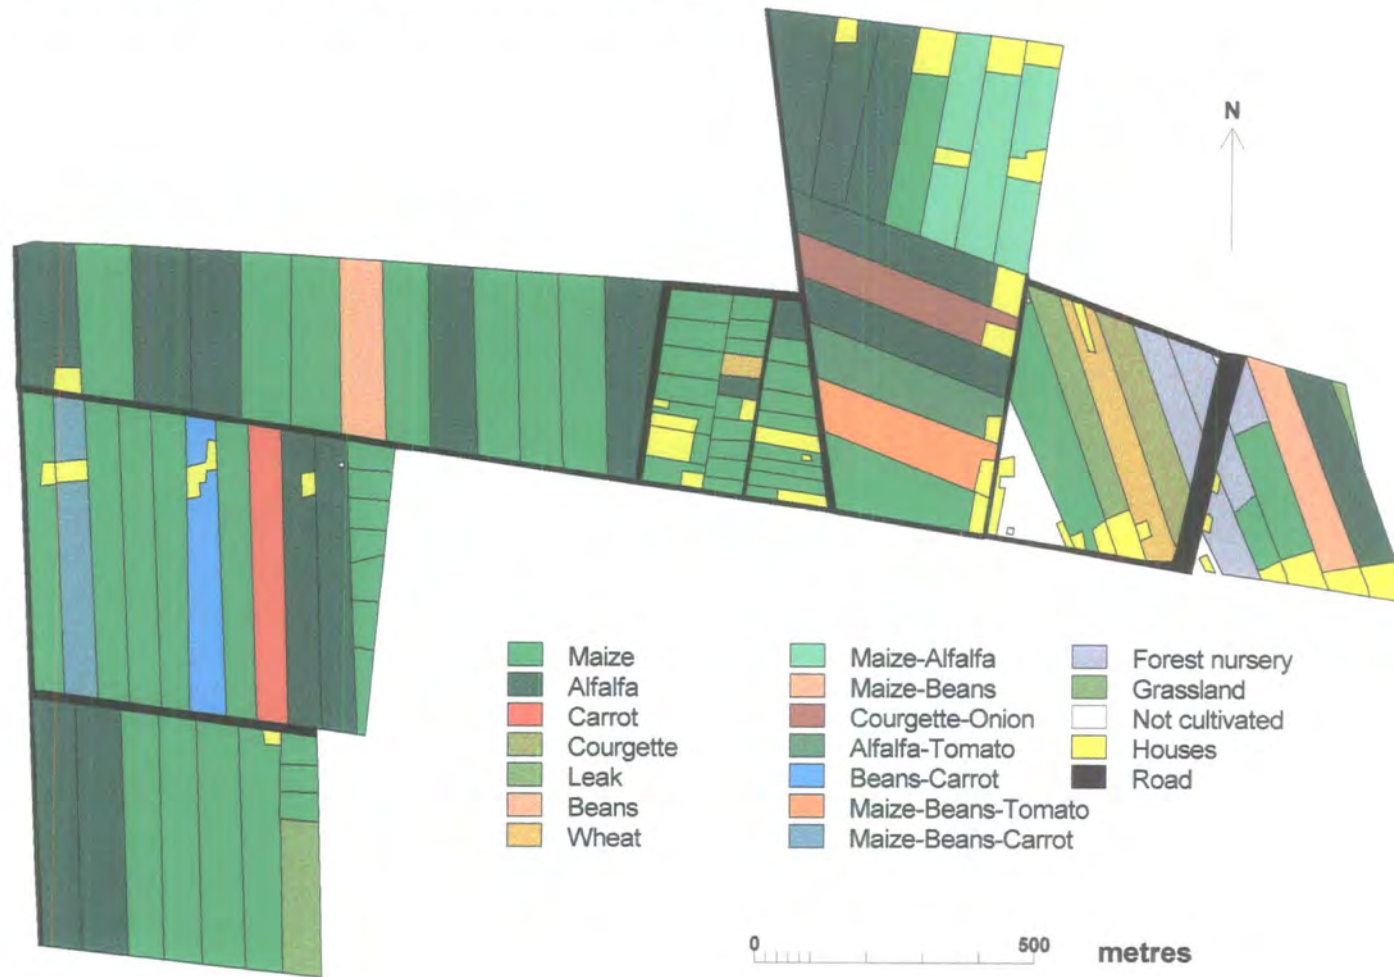 N
Maize
Alfalfa
Carrot
Courgette
Leak
Beans
Wheat
Maize-Alfalfa
Maize-Beans
Courgette-Onion
Alfalfa-Tomato
Beans-Carrot
Maize-Beans-Tomato
Maize-Beans-Carrot
Forest nursery
Grassland
Not cultivated
Houses
Road
0 500 metres